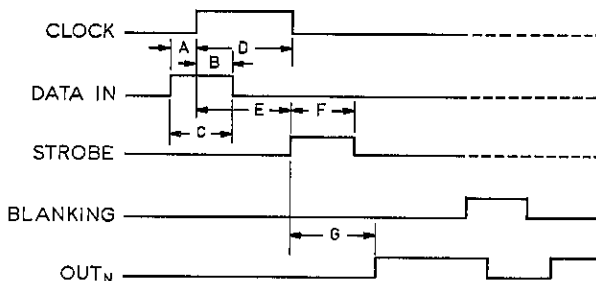 CLOCK
A D
B
DATA IN
E F
C
STROBE
BLANKING
G
OUTN